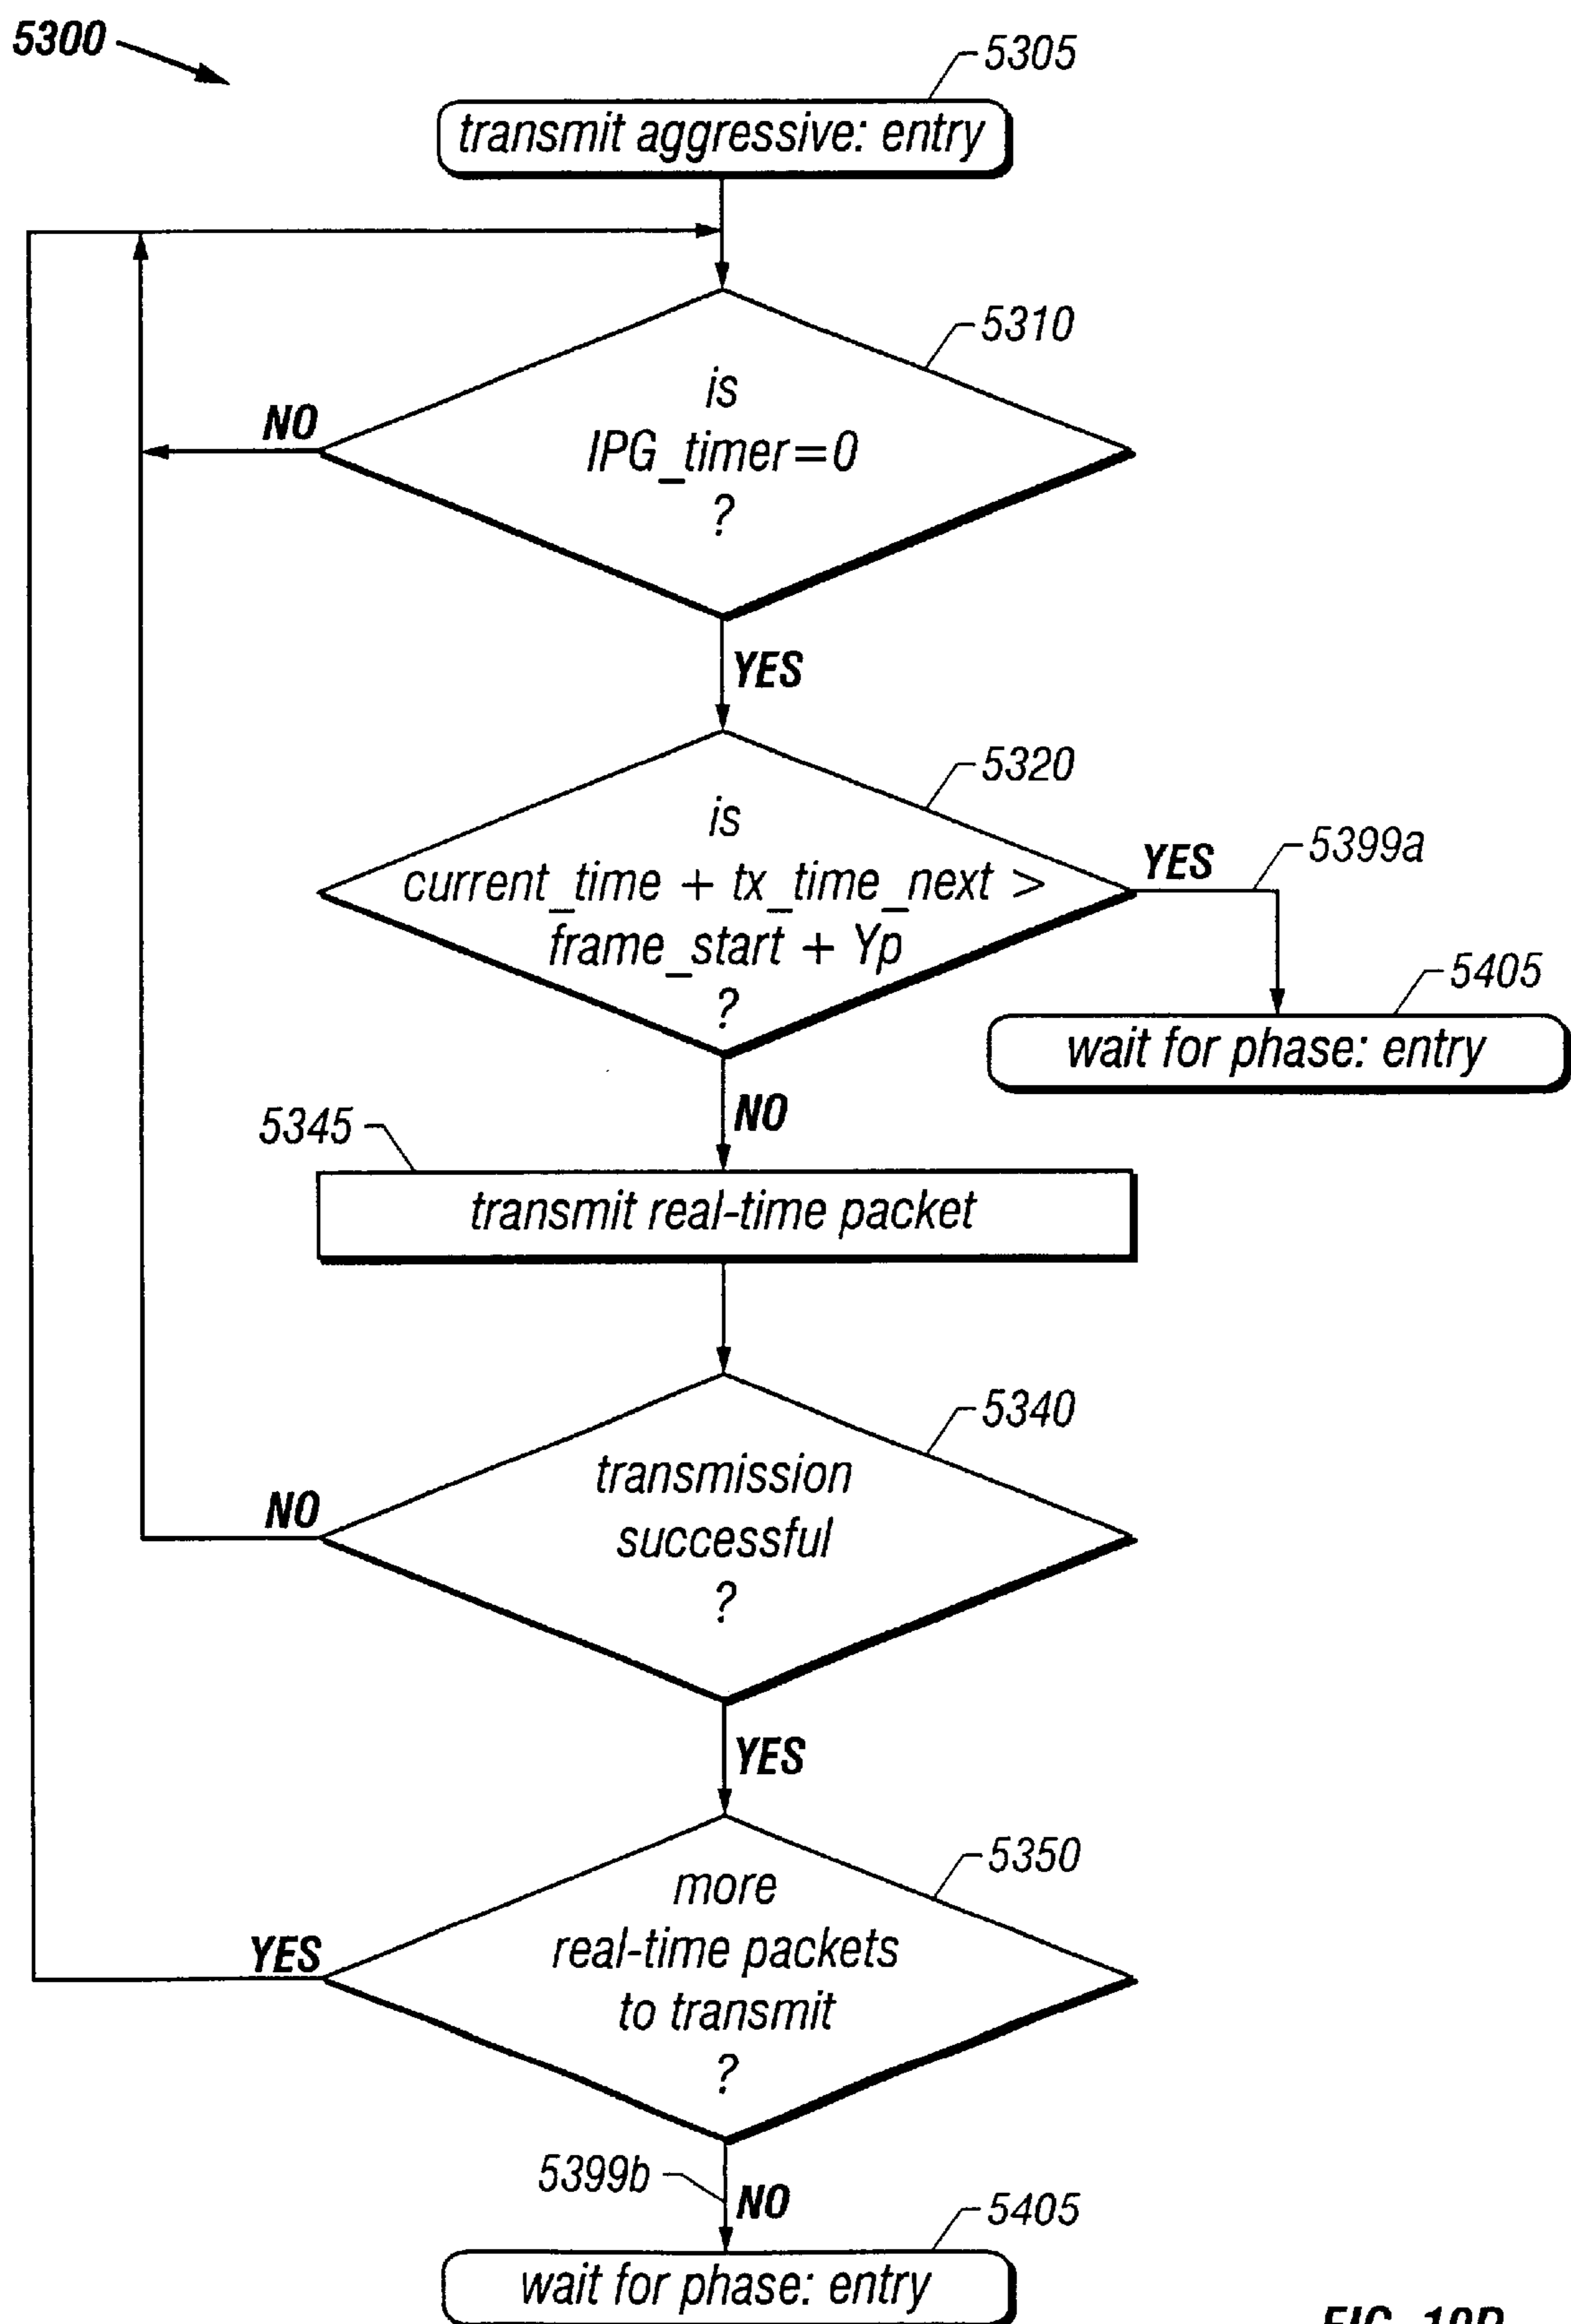 5300
5305
transmit aggressive: entry
5310
is
IPG_timer=0
?
NO
YES
5320
is
current_time + tx_time_next >
frame_start + Yp
?
YES
5399a
5405
wait for phase: entry
NO
5345
transmit real-time packet
5340
transmission
successful
?
NO
YES
5350
more
real-time packets
to transmit
?
YES
5399b
NO
5405
wait for phase: entry